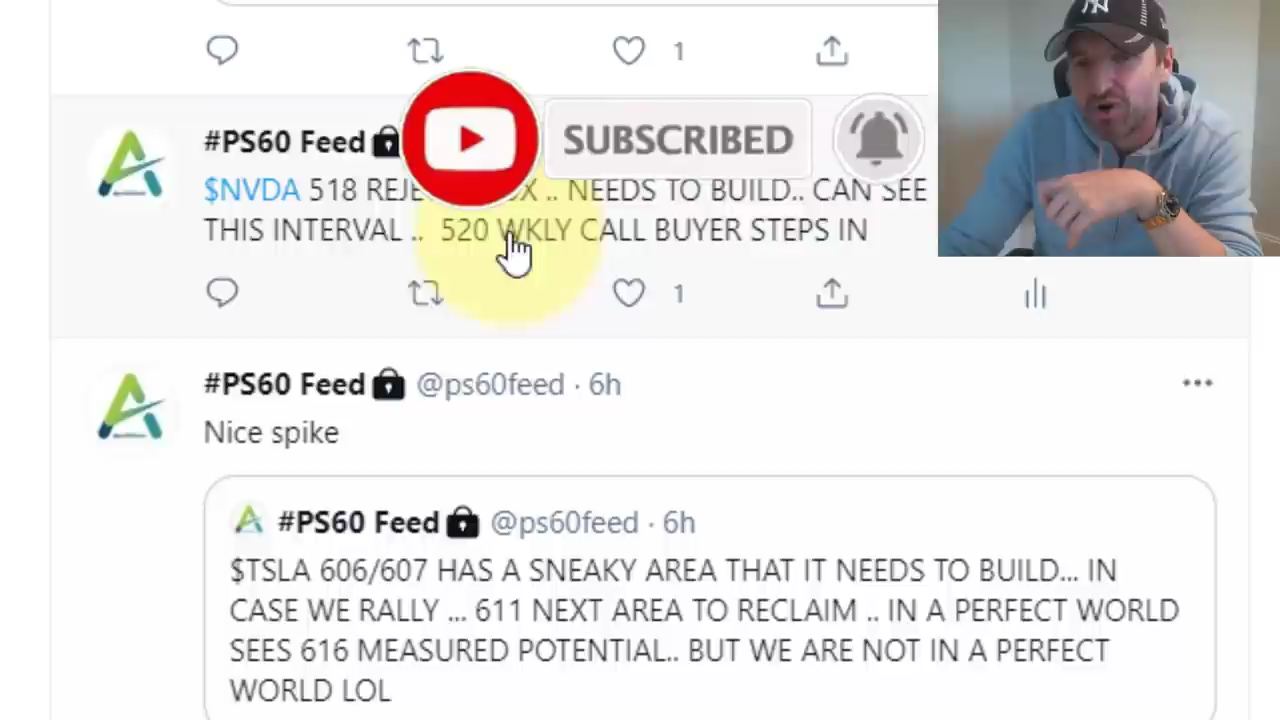 1
#PS60 Feed
SUBSCRIBED
$NVDA 518 .. NEEDS TO BUILD.. CAN SEE
THIS INTERVAL .. 520 WKLY CALL BUYER STEPS IN
1
#PS60 Feed @ps60feed · 6h
Nice spike
#PS60 Feed @ps60feed · 6h
$TSLA 606/607 HAS A SNEAKY AREA THAT IT NEEDS TO BUILD... IN
CASE WE RALLY ... 611 NEXT AREA TO RECLAIM .. IN A PERFECT WORLD
SEES 616 MEASURED POTENTIAL.. BUT WE ARE NOT IN A PERFECT
WORLD LOL